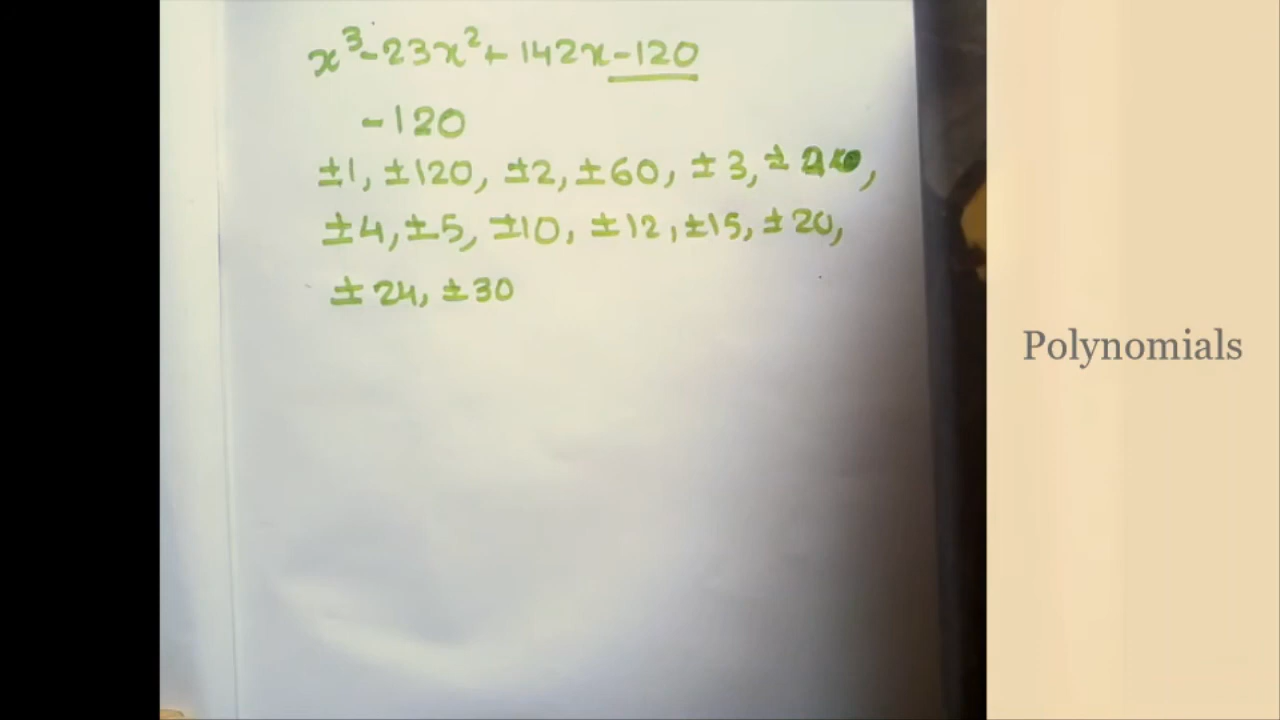 x³-23x²+142x-120
-120
±1, ±120, ±2, ±60, ±3, ±
±4, ±5, ±10, ±12, ±15, ±20,
±24, ±30
Polynomials